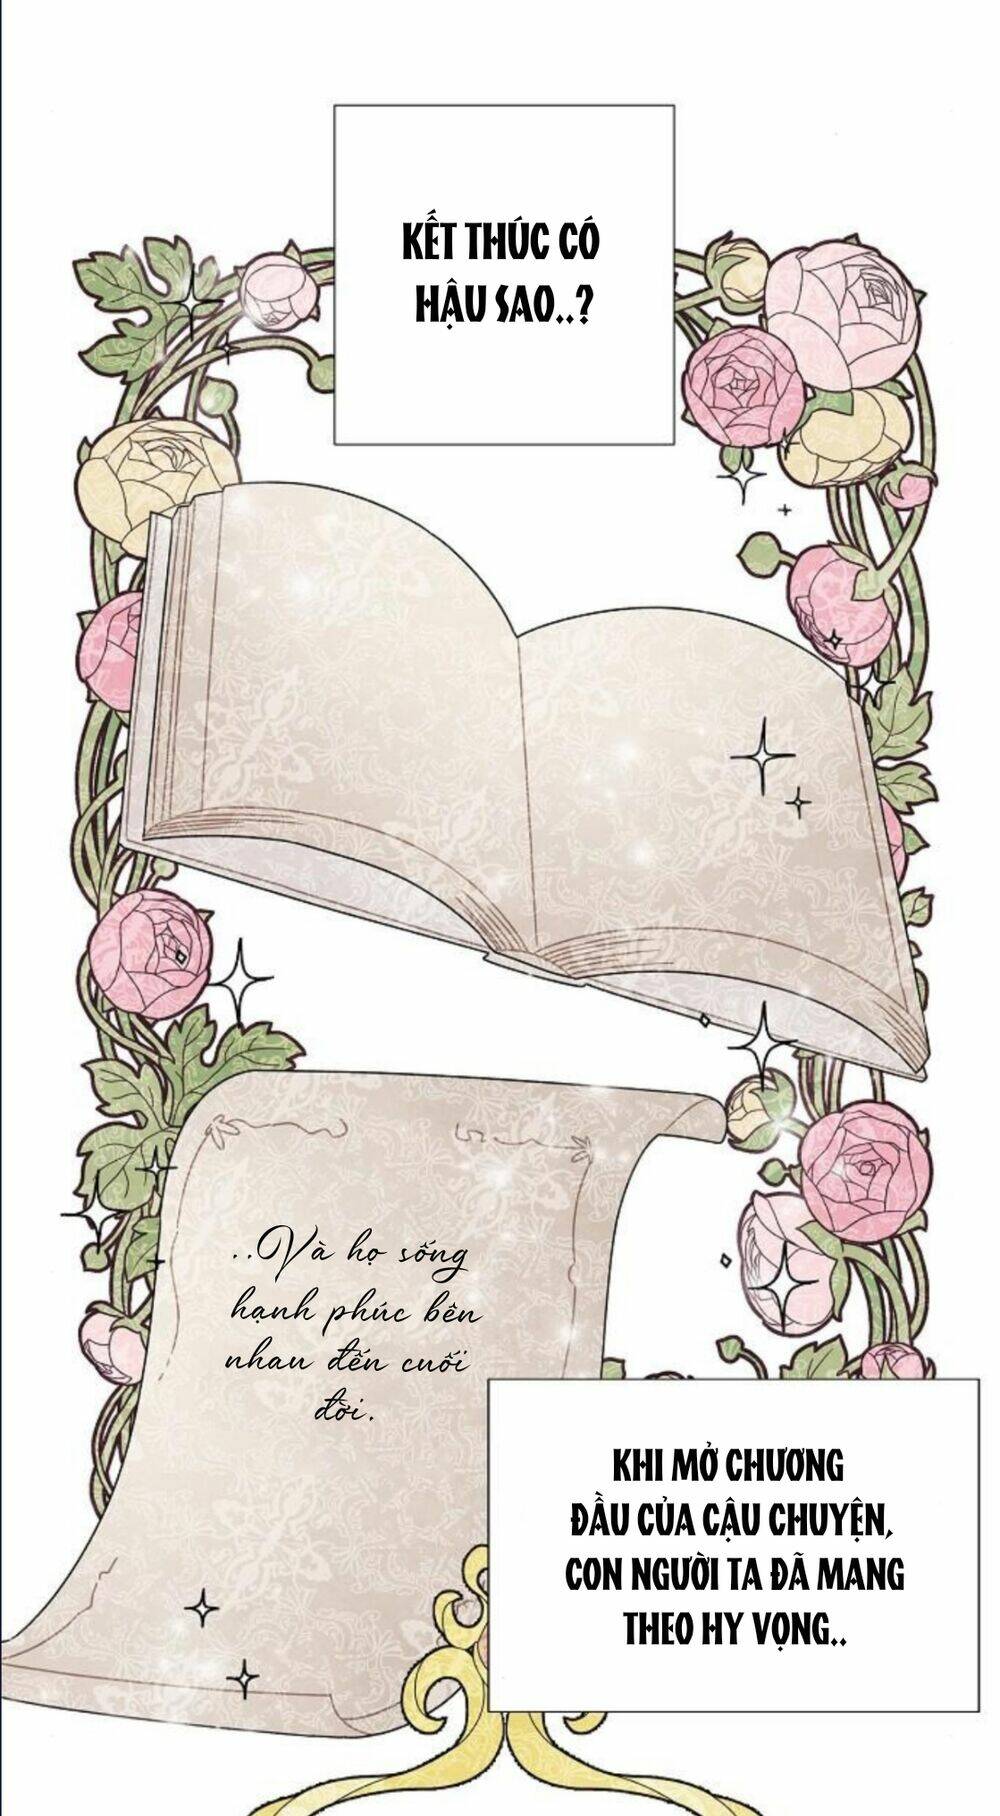 KẾT THÚC CÓ
HẬU SAO..?
..Và họ sống
hạnh phúc bên
nhau đến cuối
đời.
KHI MỞ CHƯƠNG
ĐẦU CỦA CẬU CHUYỆN,
CON NGƯỜI TA ĐÃ MANG
THEO HY VỌNG..